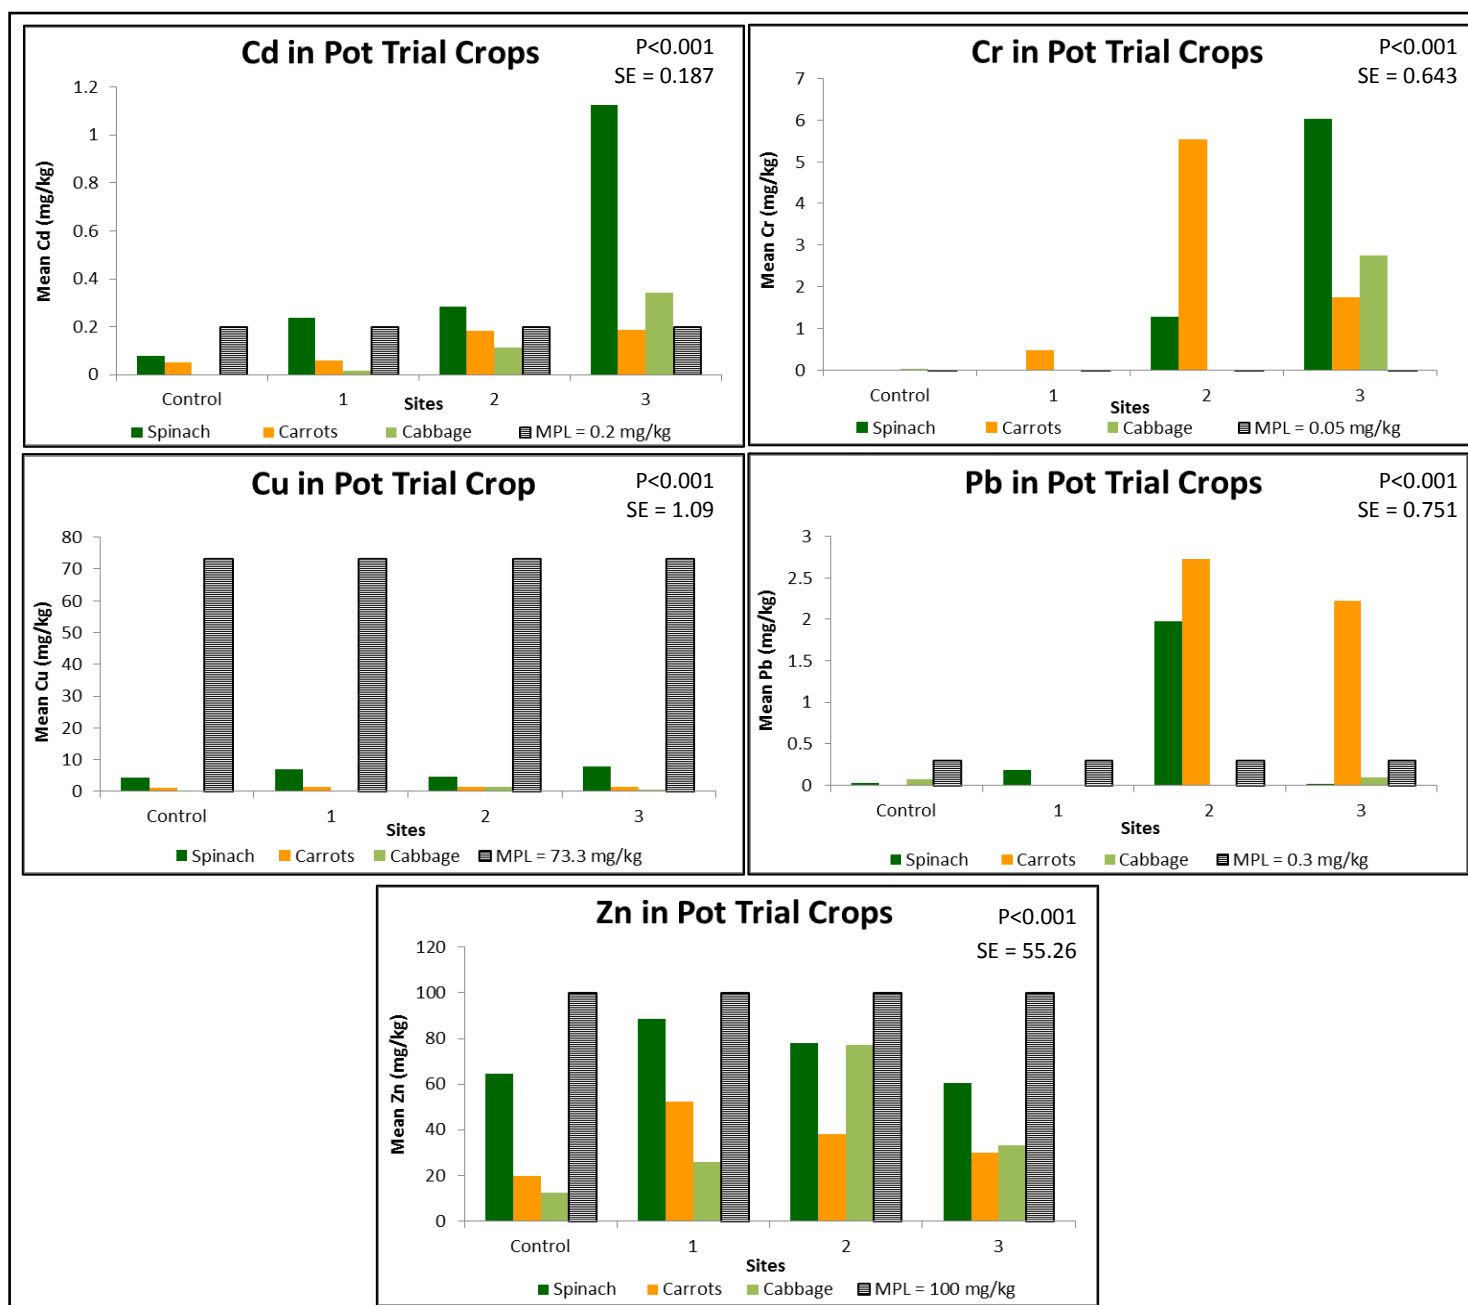 Cd in Pot Trial Crops
P<0.001
SE = 0.187
Mean Cd (mg/kg)
1.2
1
0.8
0.6
0.4
0.2
0
Control 1 2 3
Sites
Spinach Carrots Cabbage MPL = 0.2 mg/kg
Cr in Pot Trial Crops
P<0.001
SE = 0.643
Mean Cr (mg/kg)
7
6
5
4
3
2
1
0
Control 1 2 3
Sites
Spinach Carrots Cabbage MPL = 0.05 mg/kg
Cu in Pot Trial Crop
P<0.001
SE = 1.09
Mean Cu (mg/kg)
80
70
60
50
40
30
20
10
0
Control 1 2 3
Sites
Spinach Carrots Cabbage MPL = 73.3 mg/kg
Pb in Pot Trial Crops
P<0.001
SE = 0.751
Mean Pb (mg/kg)
3
2.5
2
1.5
1
0.5
0
Control 1 2 3
Sites
Spinach Carrots Cabbage MPL = 0.3 mg/kg
Zn in Pot Trial Crops
P<0.001
SE = 55.26
Mean Zn (mg/kg)
120
100
80
60
40
20
0
Control 1 2 3
Sites
Spinach Carrots Cabbage MPL = 100 mg/kg